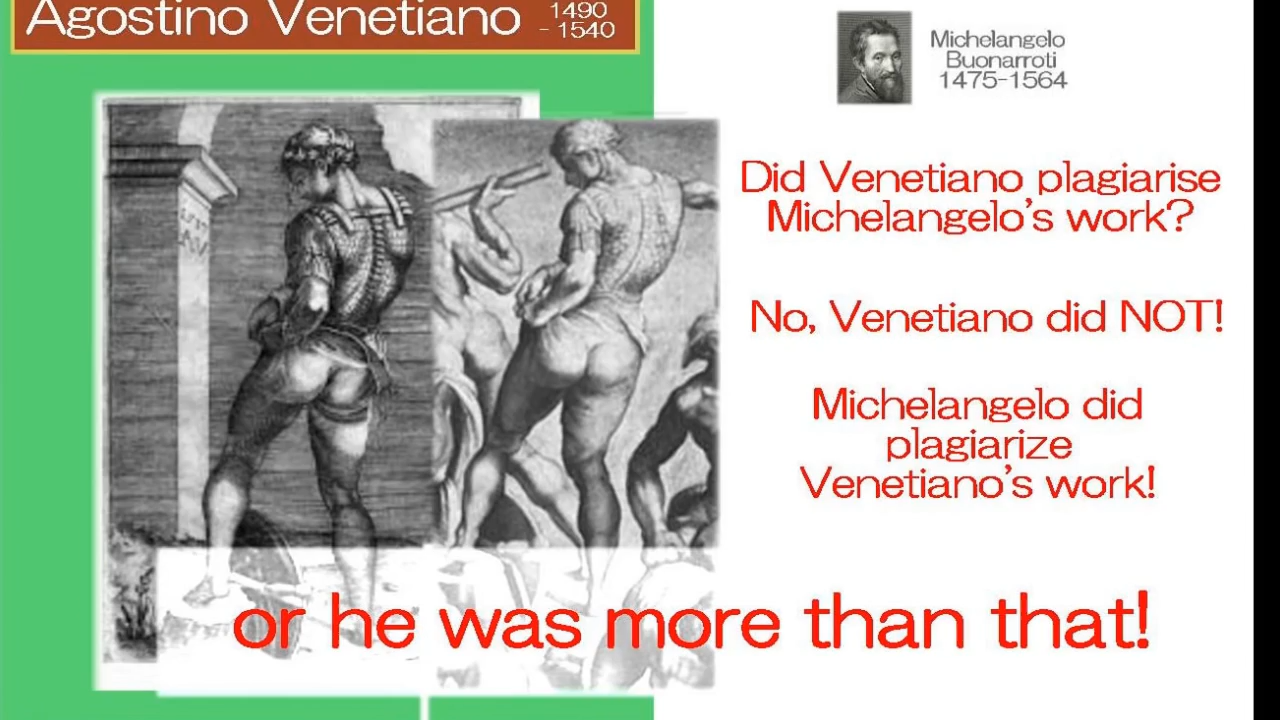 Agostino Venetiano 1490
- 1540
Michelangelo
Buonarroti
1475-1564
Did Venetiano plagiarise
Michelangelo's work?
No, Venetiano did NOT!
Michelangelo did
plagiarize
Venetiano's work!
or he was more than that!